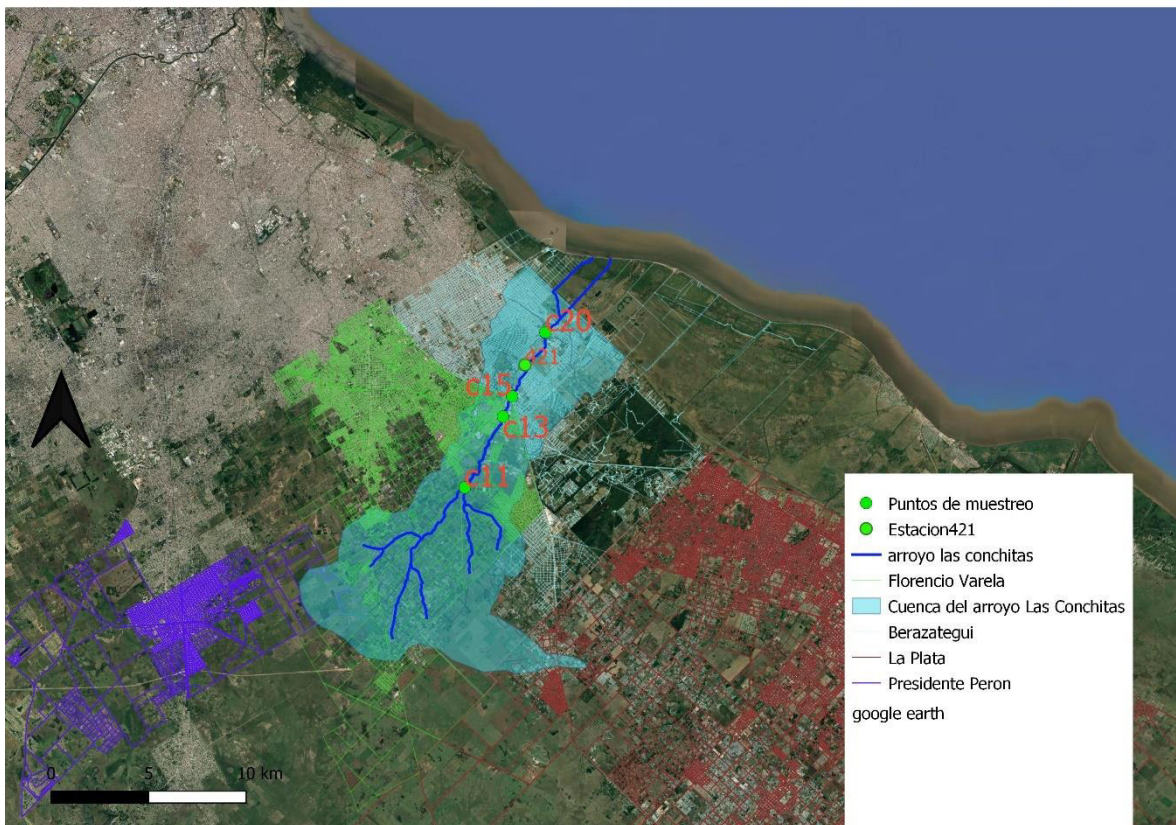 c20
421
c15
c13
c11
Puntos de muestreo
Estacion421
arroyo las conchitas
Florencio Varela
Cuenca del arroyo Las Conchitas
Berazategui
La Plata
Presidente Peron
google earth
0 5 10 km